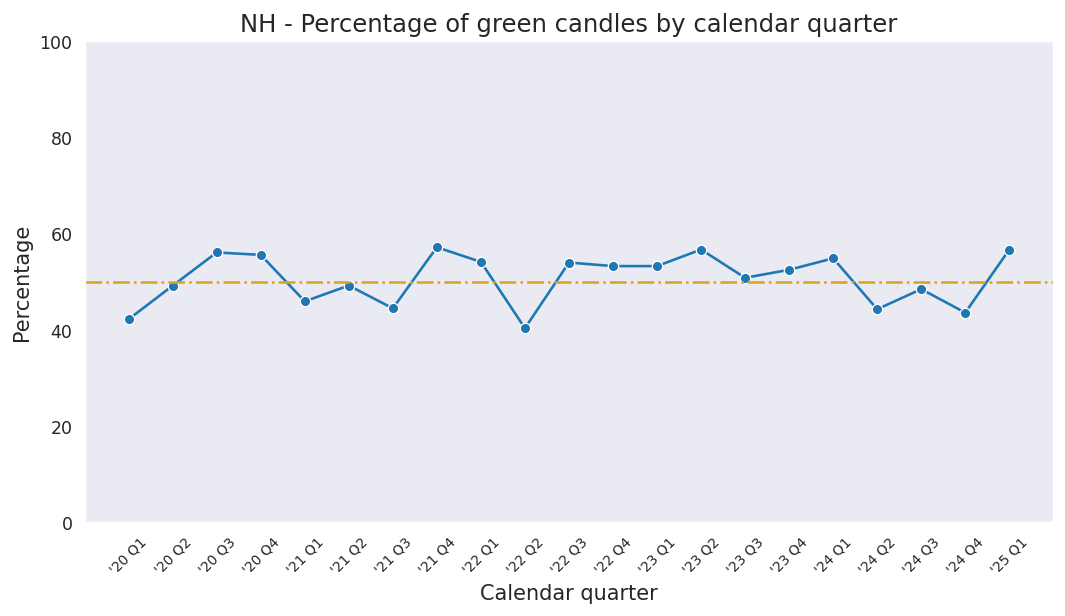 NH - Percentage of green candles by calendar quarter
100
80
60
40
20
0
Percentage
'20 Q1
'20 Q2
'20 Q3
'20 Q4
'21 Q1
'21 Q2
'21 Q3
'21 Q4
'22 Q1
'22 Q2
'22 Q3
'22 Q4
'23 Q1
'23 Q2
'23 Q3
'23 Q4
'24 Q1
'24 Q2
'24 Q3
'24 Q4
'25 Q1
Calendar quarter